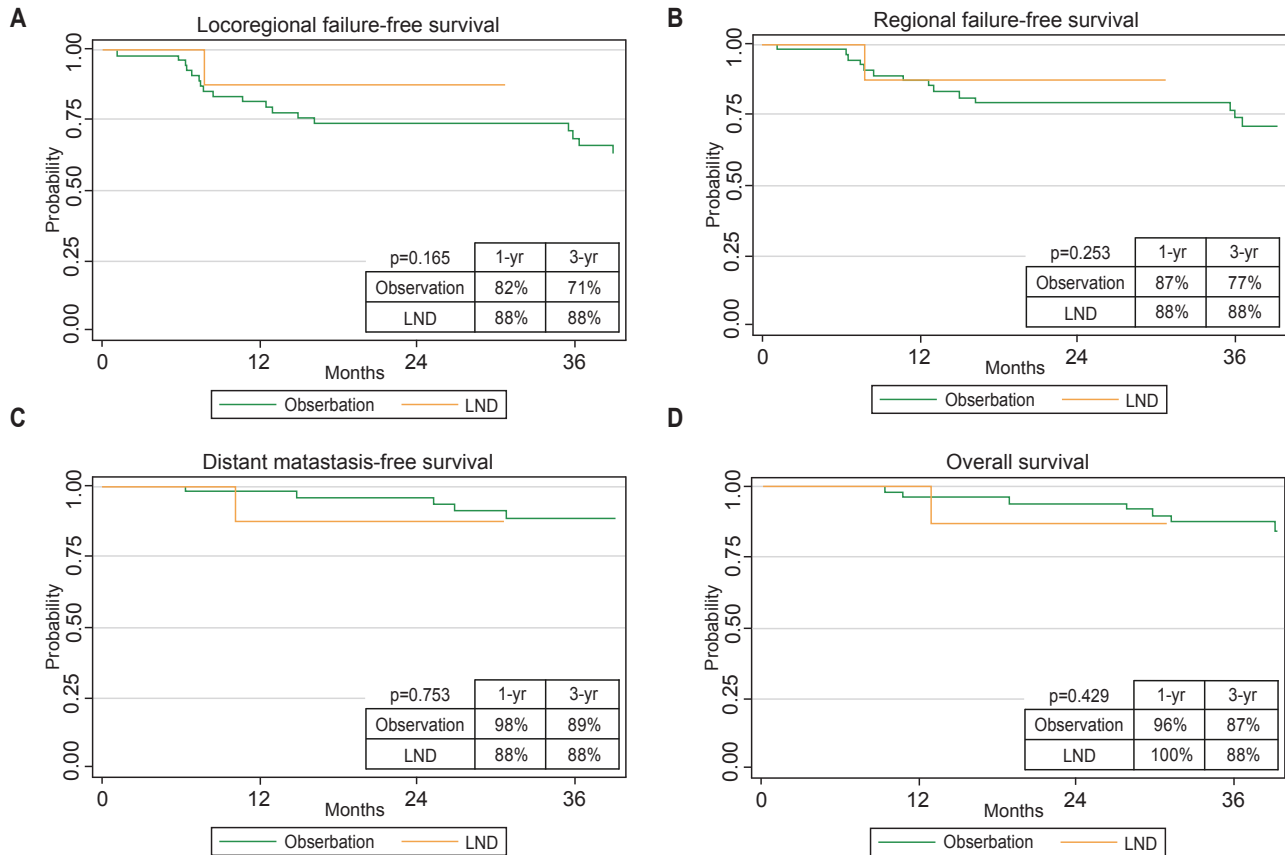 A
Locoregional failure-free survival
1.00
0.75
0.50
0.25
0.00
Probability
p=0.165 1-yr 3-yr
Observation 82% 71%
LND 88% 88%
0 12 24 36
Months
Obserbation LND
B
Regional failure-free survival
1.00
0.75
0.50
0.25
0.00
Probability
p=0.253 1-yr 3-yr
Observation 87% 77%
LND 88% 88%
0 12 24 36
Months
Obserbation LND
C
Distant matastasis-free survival
1.00
0.75
0.50
0.25
0.00
Probability
p=0.753 1-yr 3-yr
Observation 98% 89%
LND 88% 88%
0 12 24 36
Months
Obserbation LND
D
Overall survival
1.00
0.75
0.50
0.25
0.00
Probability
p=0.429 1-yr 3-yr
Observation 96% 87%
LND 100% 88%
0 12 24 36
Months
Obserbation LND